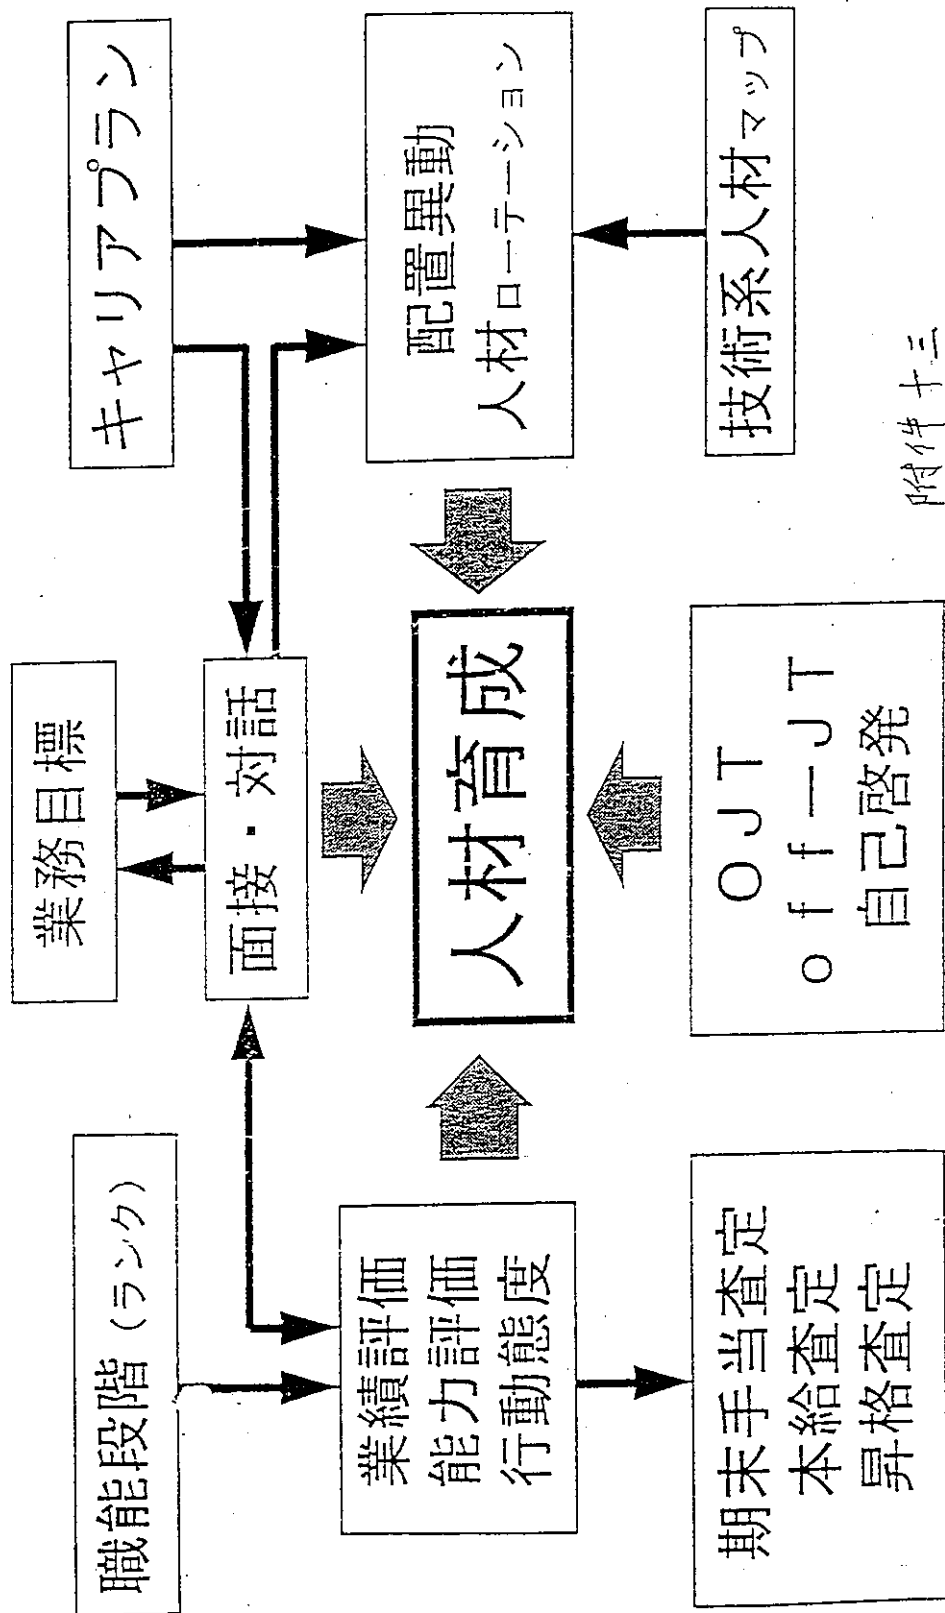 職能段階（ランク）
業務目標
キャリアプラン
面接・対話
業績評価
能力評価
行動態度
人材育成
配置異動
人材ローテーション
期末手当査定
本給査定
昇格査定
ＯＪＴ
ｏｆｆ－ＪＴ
自己啓発
技術系人材マップ
附件十三